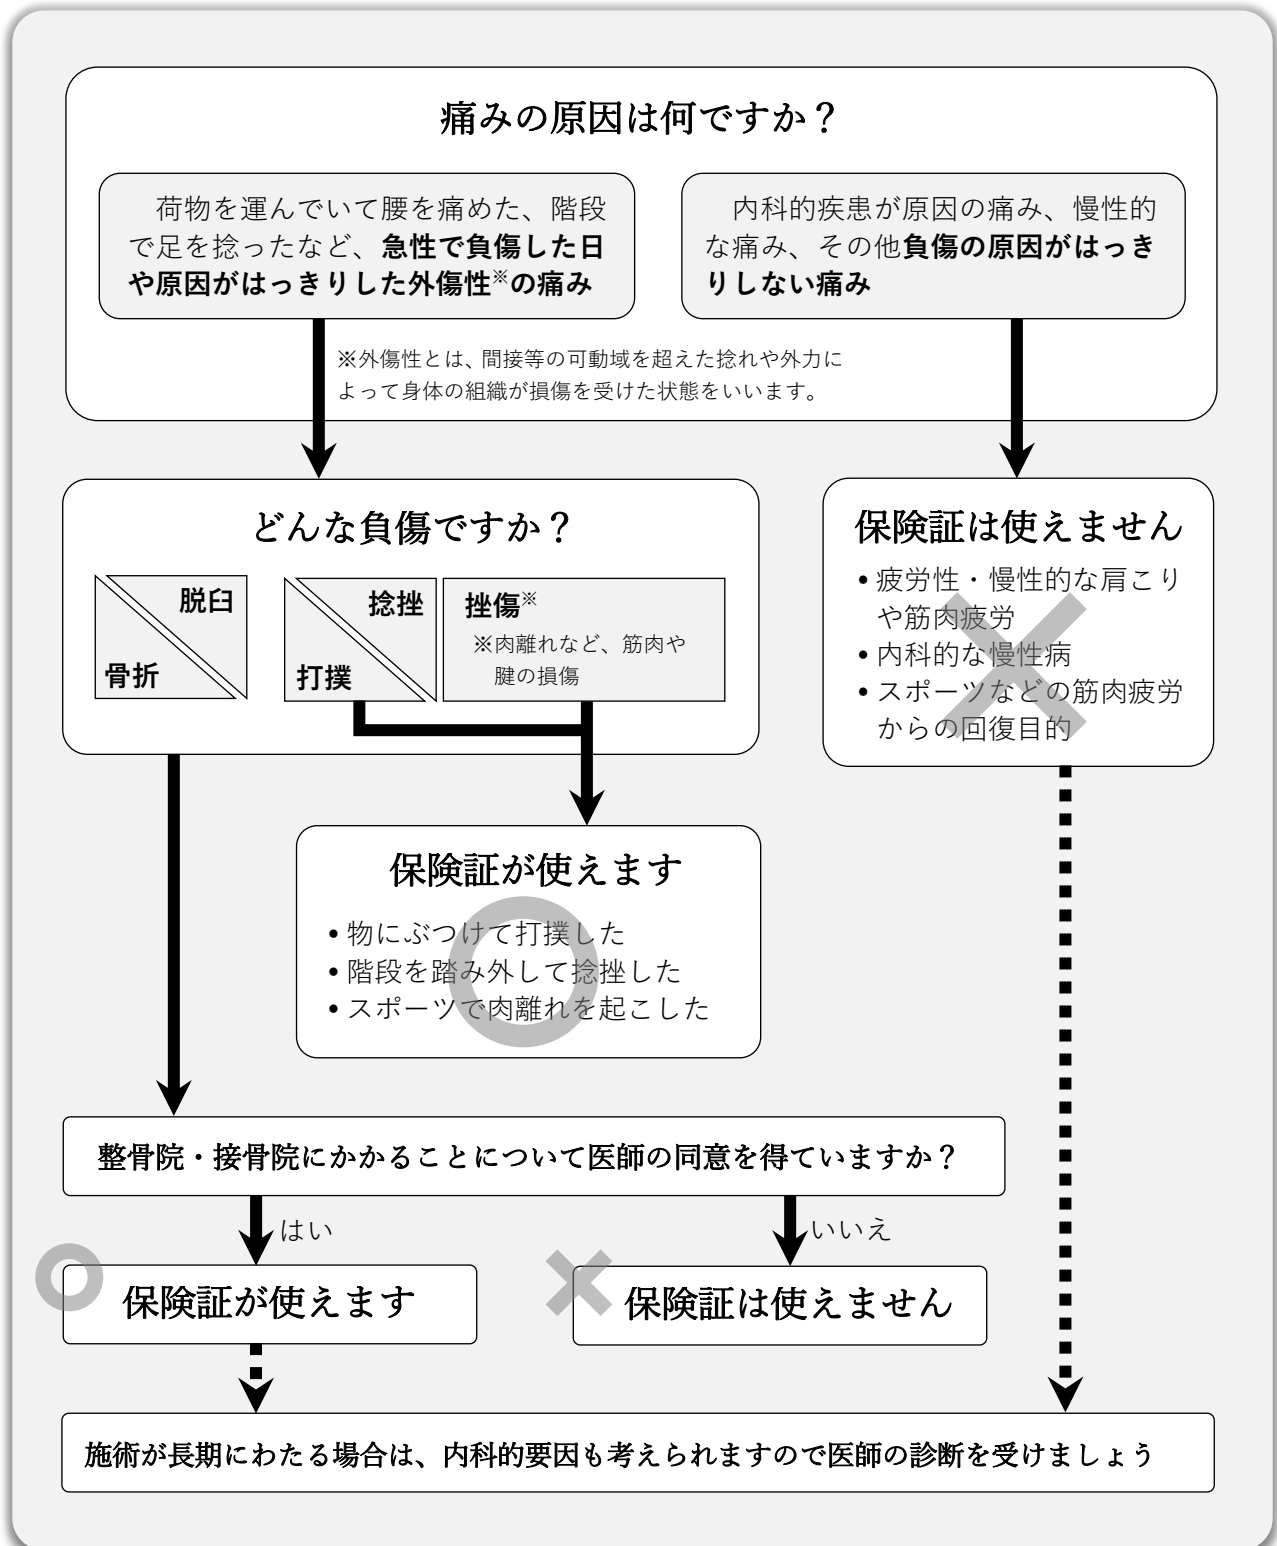 痛みの原因は何ですか？
荷物を運んでいて腰を痛めた、階段
で足を捻ったなど、急性で負傷した日
や原因がはっきりした外傷性※の痛み
内科的疾患が原因の痛み、慢性的
な痛み、その他負傷の原因がはっき
りしない痛み
※外傷性とは、間接等の可動域を超えた捻れや外力に
よって身体の組織が損傷を受けた状態をいいます。
どんな負傷ですか？
脱臼
骨折
捻挫
打撲
挫傷※
※肉離れなど、筋肉や
腱の損傷
保険証は使えません
•疲労性・慢性的な肩こり
や筋肉疲労
•内科的な慢性病
•スポーツなどの筋肉疲労
からの回復目的
保険証が使えます
•物にぶつけて打撲した
•階段を踏み外して捻挫した
•スポーツで肉離れを起こした
整骨院・接骨院にかかることについて医師の同意を得ていますか？
はい
いいえ
保険証が使えます
保険証は使えません
施術が長期にわたる場合は、内科的要因も考えられますので医師の診断を受けましょう